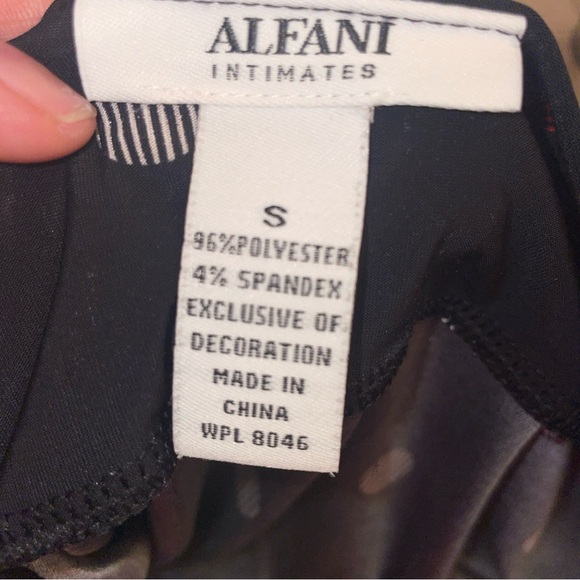 ALFANI
INTIMATES
S
96%POLYESTER
4% SPANDEX
EXCLUSIVE OF
DECORATION
MADE IN
CHINA
WPL 8046